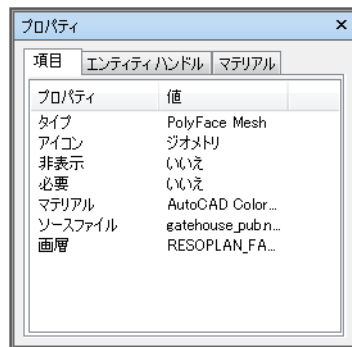 プロパティ
項目 エンティティ ハンドル マテリアル
プロパティ 値
タイプ PolyFace Mesh
アイコン ジオメトリ
非表示 いいえ
必要 いいえ
マテリアル AutoCAD Color...
ソースファイル gatehouse_pub.n...
画層 RESOPLAN_FA...